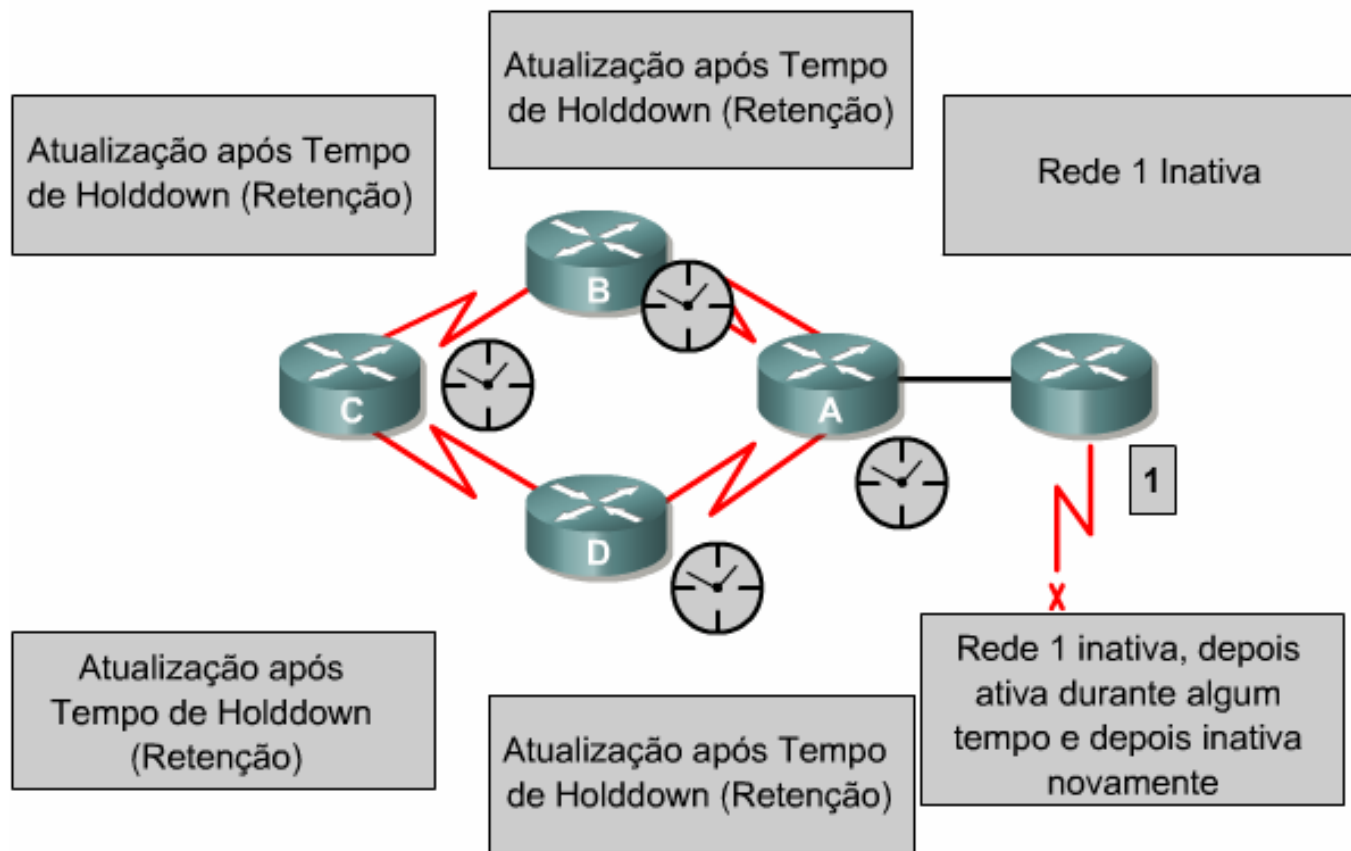 Atualização após Tempo
de Holddown (Retenção)
Atualização após Tempo
de Holddown (Retenção)
Rede 1 Inativa
B
C
A
D
1
Atualização após
Tempo de Holddown
(Retenção)
Atualização após Tempo
de Holddown (Retenção)
Rede 1 inativa, depois
ativa durante algum
tempo e depois inativa
novamente